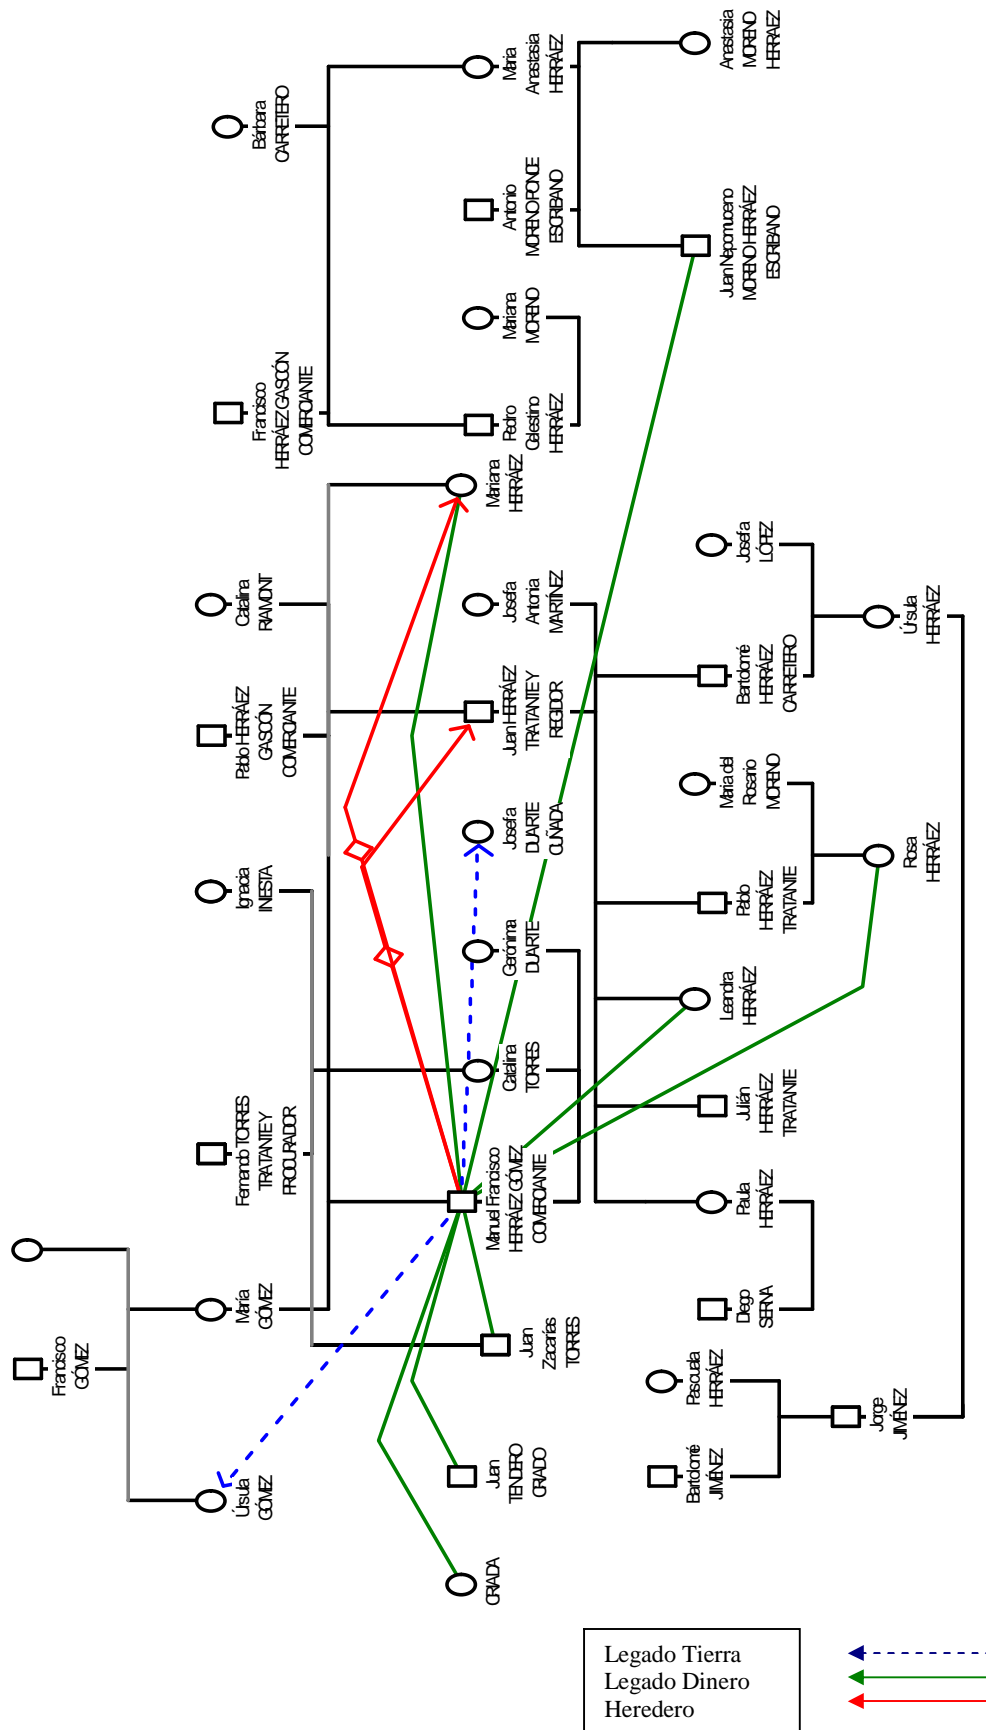 Francisco
GÓMEZ
Úrsula
GÓMEZ
María
GÓMEZ
Fernando TORRES
TRATANTE Y
PROCURADOR
Ignacia
INESTA
Pablo HERRÁEZ
GASCÓN
COMERCIANTE
Catalina
RIAMONT
Francisco
HERRÁEZ GASCÓN
COMERCIANTE
Bárbara
CARRETERO
CRIADA
Juan
TENDERO
CRIADO
Juan
Zacarías
TORRES
Manuel Francisco
HERRÁEZ GÓMEZ
COMERCIANTE
Catalina
TORRES
Gerónima
DUARTE
Josefa
DUARTE
CUÑADA
Juan HERRÁEZ
TRATANTE Y
REGIDOR
Josefa
Antonia
MARTÍNEZ
Mariana
HERRÁEZ
Pedro
Celestino
HERRÁEZ
Mariana
MORENO
Antonio
MORENO PONCE
ESCRIBANO
Maria
Anastasia
HERRÁEZ
Bartolomé
JIMÉNEZ
Pascuala
HERRÁEZ
Diego
SERNA
Paula
HERRÁEZ
Julián
HERRÁEZ
TRATANTE
Leandra
HERRÁEZ
Pablo
HERRÁEZ
TRATANTE
Maria del
Rosario
MORENO
Bartolomé
HERRÁEZ
CARRETERO
Josefa
LÓPEZ
Juan Nepomuceno
MORENO HERRÁEZ
ESCRIBANO
Anastasia
MORENO
HERRAEZ
Jorge
JIMÉNEZ
Rosa
HERRÁEZ
Úrsula
HERRÁEZ
Legado Tierra
Legado Dinero
Heredero